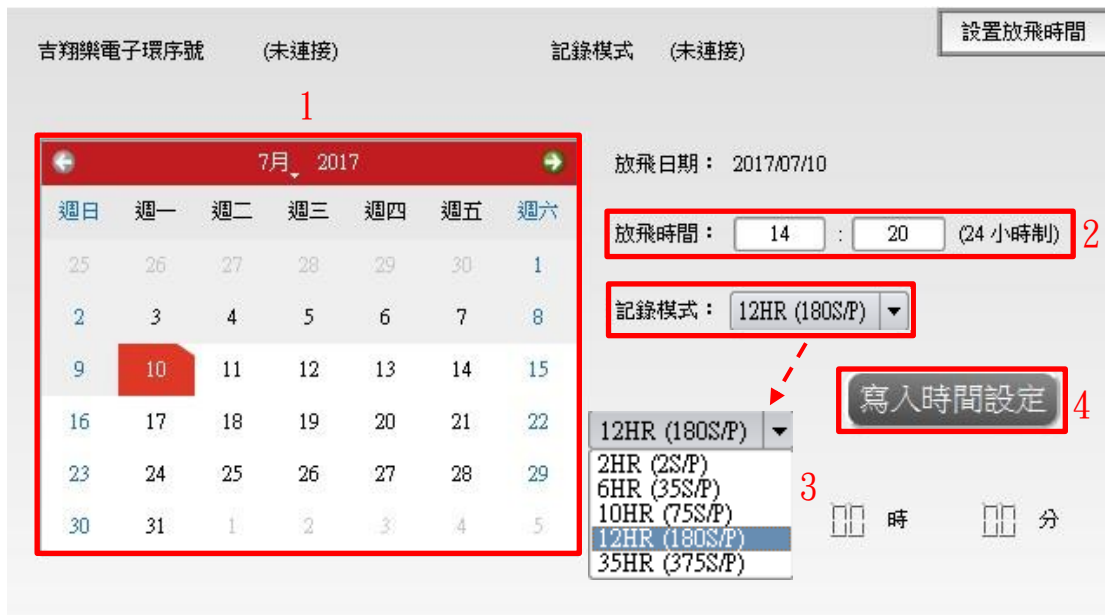 吉翔樂電子環序號 (未連接) 記錄模式 (未連接) 設置放飛時間
1
7月 2017
週日 週一 週二 週三 週四 週五 週六
25 26 27 28 29 30 1
2 3 4 5 6 7 8
9 10 11 12 13 14 15
16 17 18 19 20 21 22
23 24 25 26 27 28 29
30 31 1 2 3 4 5
放飛日期： 2017/07/10
放飛時間： 14 : 20 (24 小時制) 2
記錄模式： 12HR (180S/P)
寫入時間設定 4
12HR (180S/P)
2HR (2S/P)
6HR (35S/P)
10HR (75S/P)
12HR (180S/P)
35HR (375S/P)
3
時 分